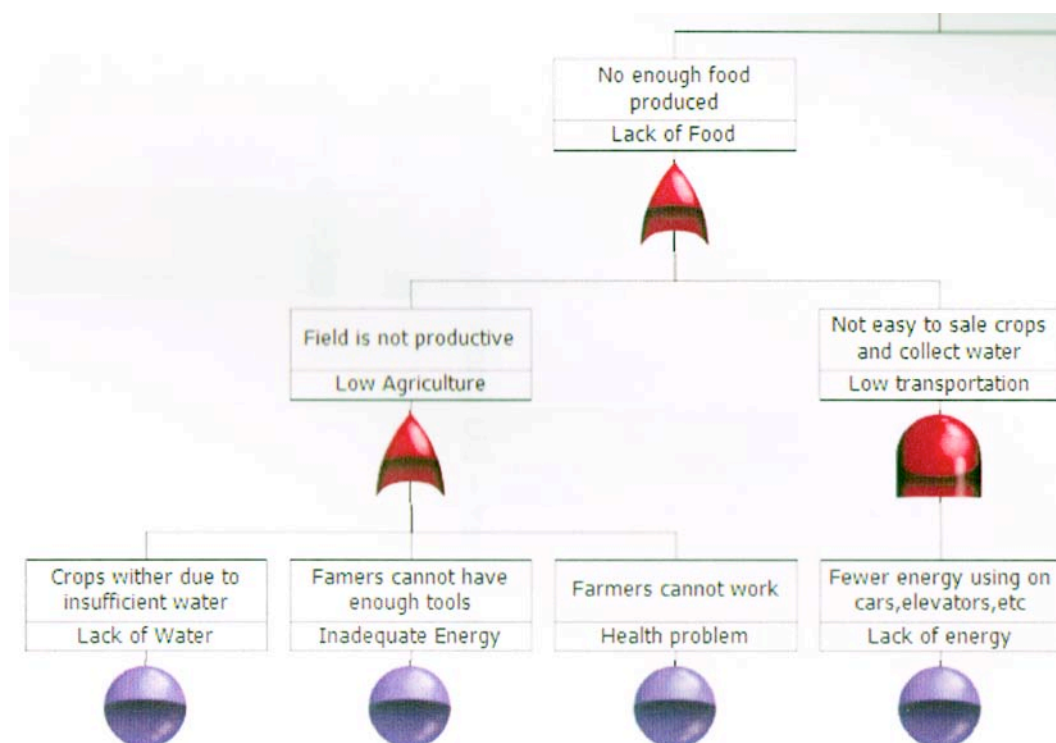 No enough food
produced
Lack of Food
Field is not productive
Low Agriculture
Not easy to sale crops
and collect water
Low transportation
Crops wither due to
insufficient water
Lack of Water
Famers cannot have
enough tools
Inadequate Energy
Farmers cannot work
Health problem
Fewer energy using on
cars,elevators,etc
Lack of energy